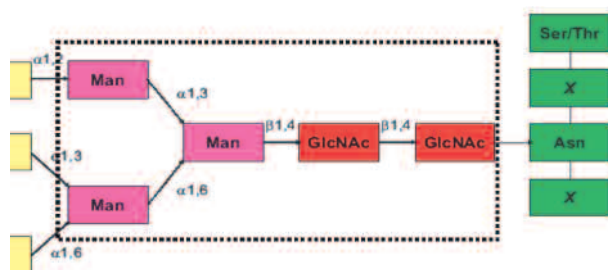 Ser/Thr
α1,2
Man
α1,3
X
α1,3
Man
β1,4
GlcNAc
β1,4
GlcNAc
Asn
Man
α1,6
X
α1,6